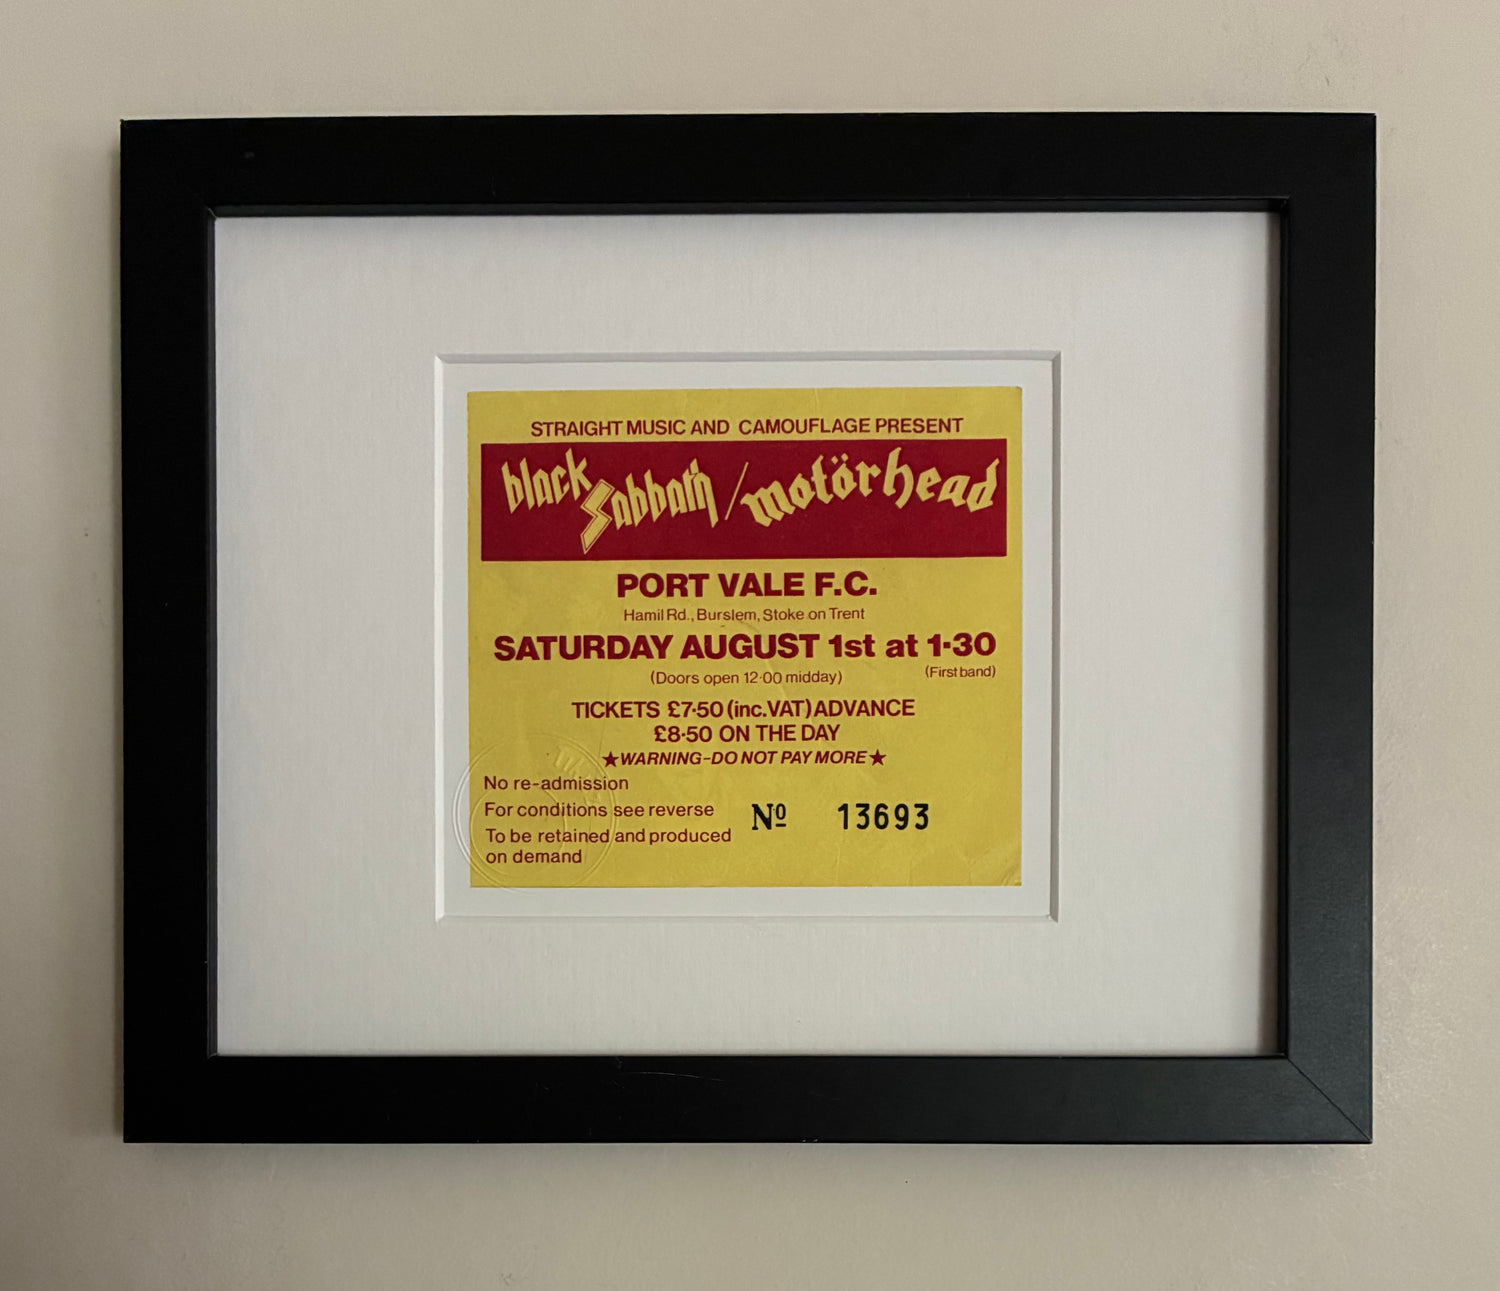 STRAIGHT MUSIC AND CAMOUFLAGE PRESENT
black Sabbath / motörhead
PORT VALE F.C.
Hamil Rd., Burslem, Stoke on Trent
SATURDAY AUGUST 1st at 1·30
(Doors open 12·00 midday) (First band)
TICKETS £7·50 (inc.VAT) ADVANCE
£8·50 ON THE DAY
★WARNING-DO NOT PAY MORE★
No re-admission
For conditions see reverse
To be retained and produced
on demand
Nº 13693